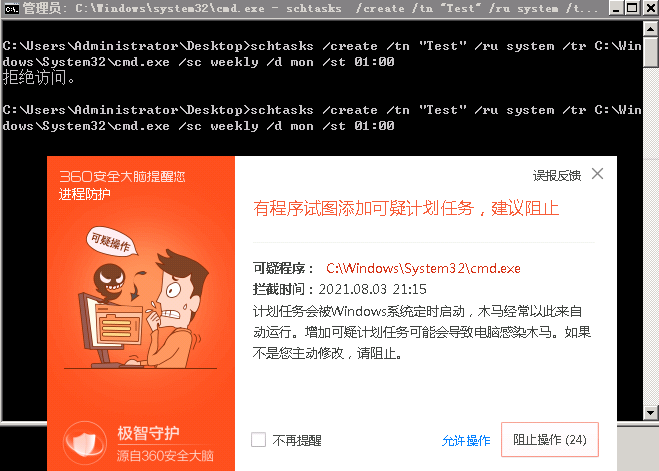 管理员: C:\Windows\system32\cmd.exe - schtasks  /create /tn "Test" /ru system /t...
C:\Users\Administrator\Desktop>schtasks /create /tn "Test" /ru system /tr C:\Win
dows\System32\cmd.exe /sc weekly /d mon /st 01:00
拒绝访问。
C:\Users\Administrator\Desktop>schtasks /create /tn "Test" /ru system /tr C:\Win
dows\System32\cmd.exe /sc weekly /d mon /st 01:00
360安全大脑提醒您
进程防护
可疑操作
极智守护
源自360安全大脑
误报反馈
有程序试图添加可疑计划任务，建议阻止
可疑程序： C:\Windows\System32\cmd.exe
拦截时间：2021.08.03 21:15
计划任务会被Windows系统定时启动，木马经常以此来自
动运行。增加可疑计划任务可能会导致电脑感染木马。如果
不是您主动修改，请阻止。
不再提醒
允许操作
阻止操作 (24)